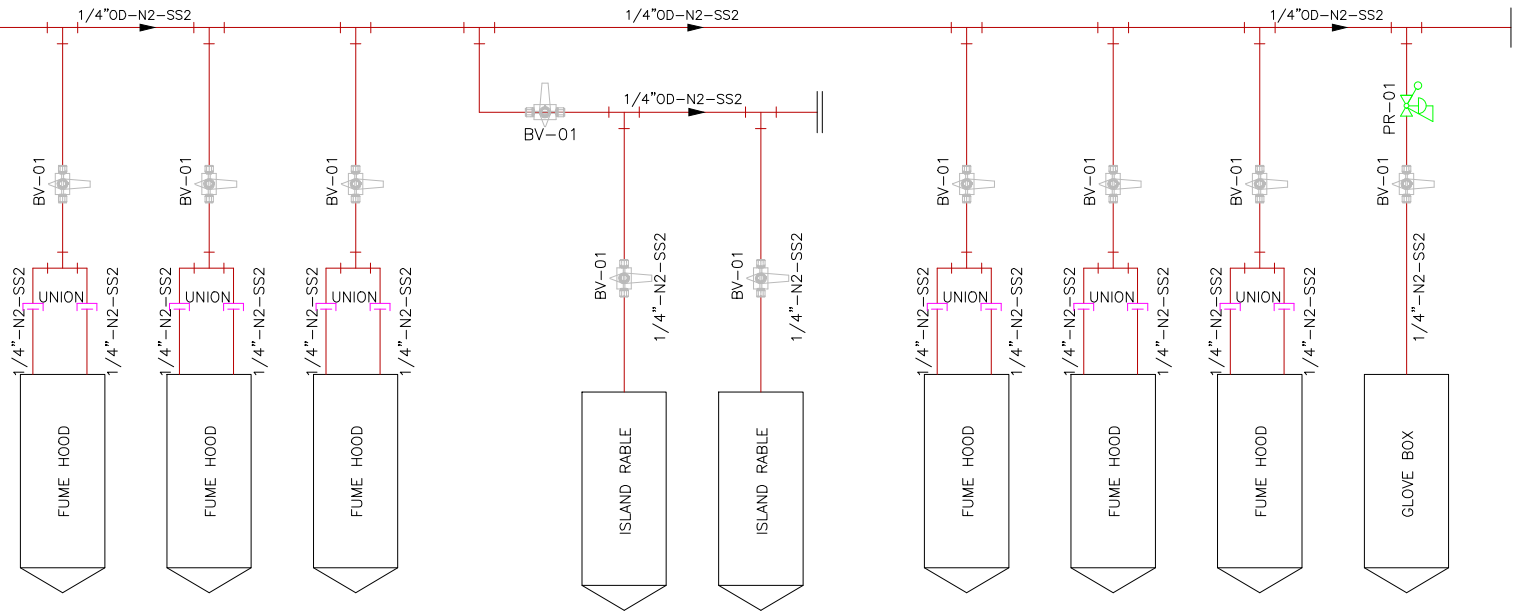 1/4"OD-N2-SS2
1/4"OD-N2-SS2
1/4"OD-N2-SS2
1/4"OD-N2-SS2
BV-01
PR-01
BV-01
BV-01
BV-01
BV-01
BV-01
BV-01
BV-01
BV-01
BV-01
1/4"-N2-SS2
1/4"-N2-SS2
1/4"-N2-SS2
UNION
1/4"-N2-SS2
1/4"-N2-SS2
UNION
1/4"-N2-SS2
1/4"-N2-SS2
UNION
1/4"-N2-SS2
1/4"-N2-SS2
UNION
1/4"-N2-SS2
1/4"-N2-SS2
UNION
1/4"-N2-SS2
1/4"-N2-SS2
UNION
1/4"-N2-SS2
1/4"-N2-SS2
FUME HOOD
FUME HOOD
FUME HOOD
ISLAND RABLE
ISLAND RABLE
FUME HOOD
FUME HOOD
FUME HOOD
GLOVE BOX